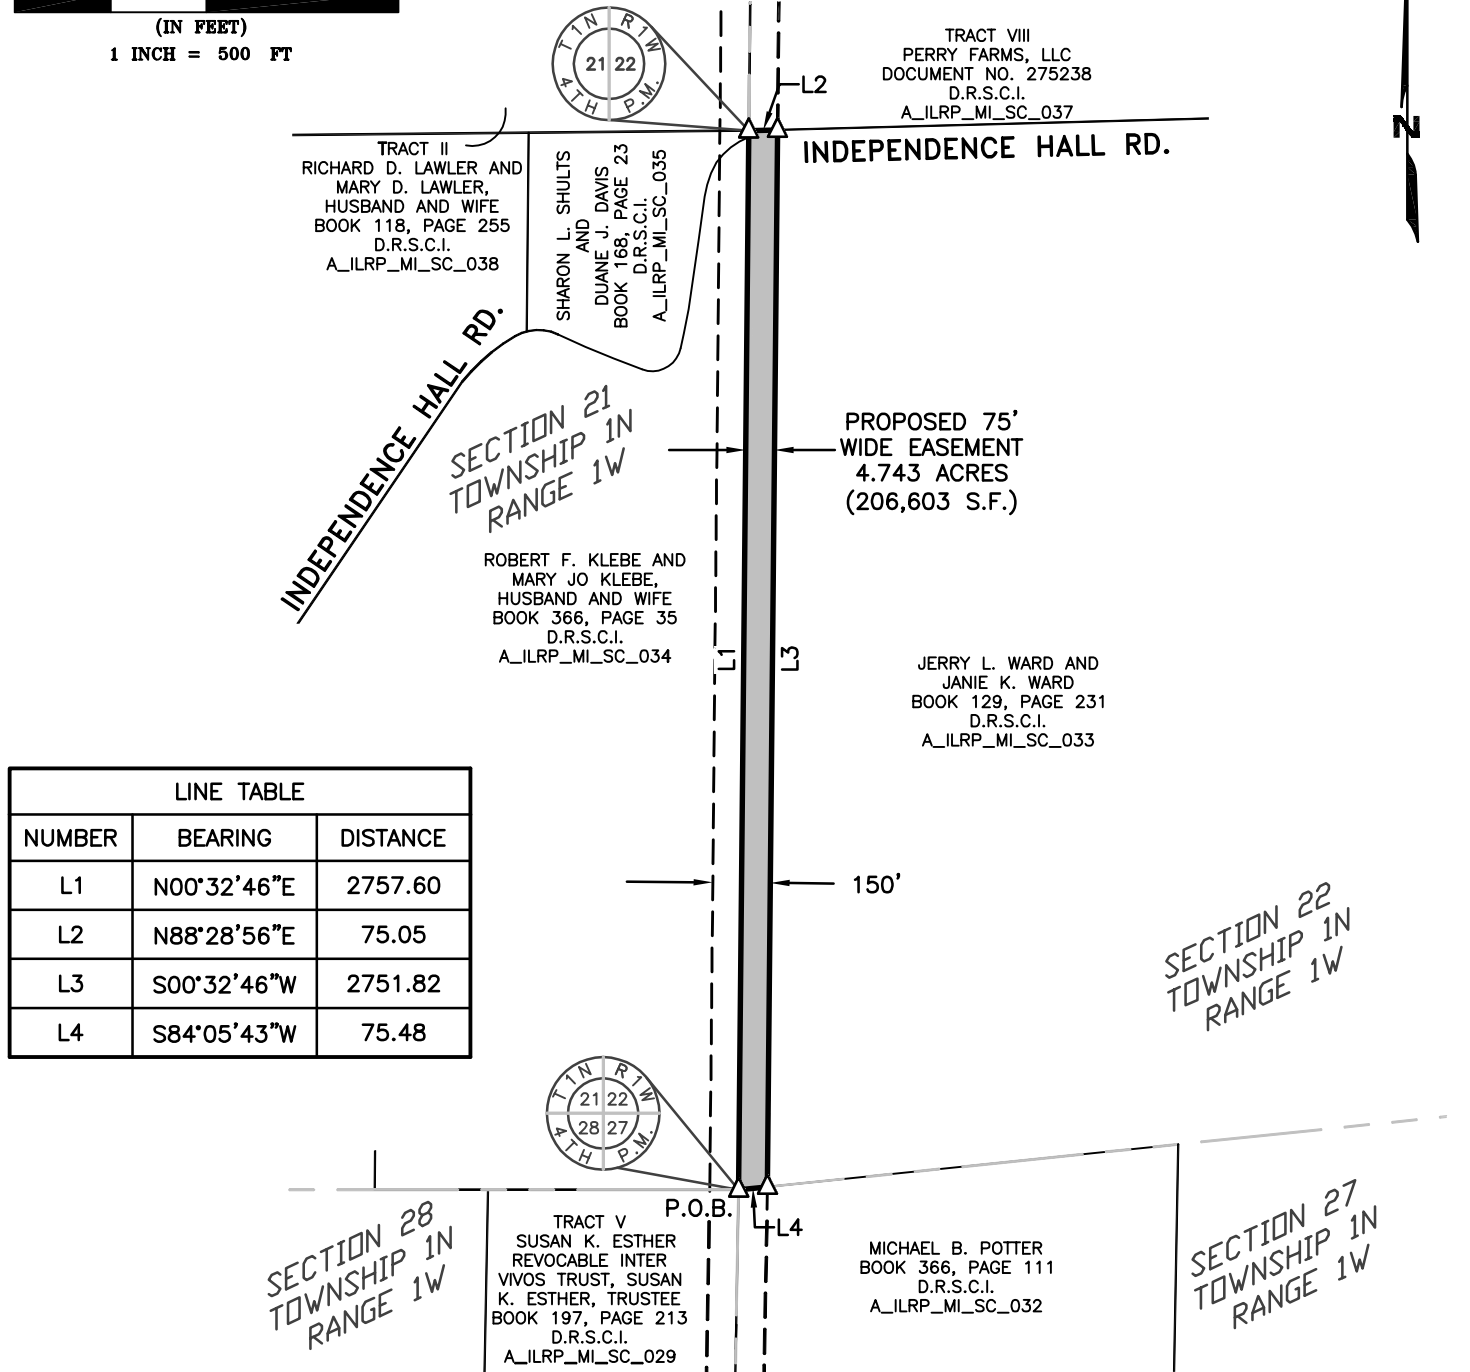 (IN FEET)
1 INCH = 500 FT
T1N R1W
21 22
4TH P.M.
L2
TRACT VIII
PERRY FARMS, LLC
DOCUMENT NO. 275238
D.R.S.C.I.
A_ILRP_MI_SC_037
N
INDEPENDENCE HALL RD.
TRACT II
RICHARD D. LAWLER AND
MARY D. LAWLER,
HUSBAND AND WIFE
BOOK 118, PAGE 255
D.R.S.C.I.
A_ILRP_MI_SC_038
SHARON L. SHULTS
AND
DUANE J. DAVIS
BOOK 168, PAGE 23
D.R.S.C.I.
A_ILRP_MI_SC_035
INDEPENDENCE HALL RD.
SECTION 21
TOWNSHIP 1N
RANGE 1W
PROPOSED 75'
WIDE EASEMENT
4.743 ACRES
(206,603 S.F.)
ROBERT F. KLEBE AND
MARY JO KLEBE,
HUSBAND AND WIFE
BOOK 366, PAGE 35
D.R.S.C.I.
A_ILRP_MI_SC_034
L1
L3
JERRY L. WARD AND
JANIE K. WARD
BOOK 129, PAGE 231
D.R.S.C.I.
A_ILRP_MI_SC_033
LINE TABLE
NUMBER BEARING DISTANCE
L1 N00°32'46"E 2757.60
L2 N88°28'56"E 75.05
L3 S00°32'46"W 2751.82
L4 S84°05'43"W 75.48
150'
SECTION 22
TOWNSHIP 1N
RANGE 1W
T1N R1W
21 22
28 27
4TH P.M.
P.O.B.
L4
SECTION 28
TOWNSHIP 1N
RANGE 1W
TRACT V
SUSAN K. ESTHER
REVOCABLE INTER
VIVOS TRUST, SUSAN
K. ESTHER, TRUSTEE
BOOK 197, PAGE 213
D.R.S.C.I.
A_ILRP_MI_SC_029
MICHAEL B. POTTER
BOOK 366, PAGE 111
D.R.S.C.I.
A_ILRP_MI_SC_032
SECTION 27
TOWNSHIP 1N
RANGE 1W